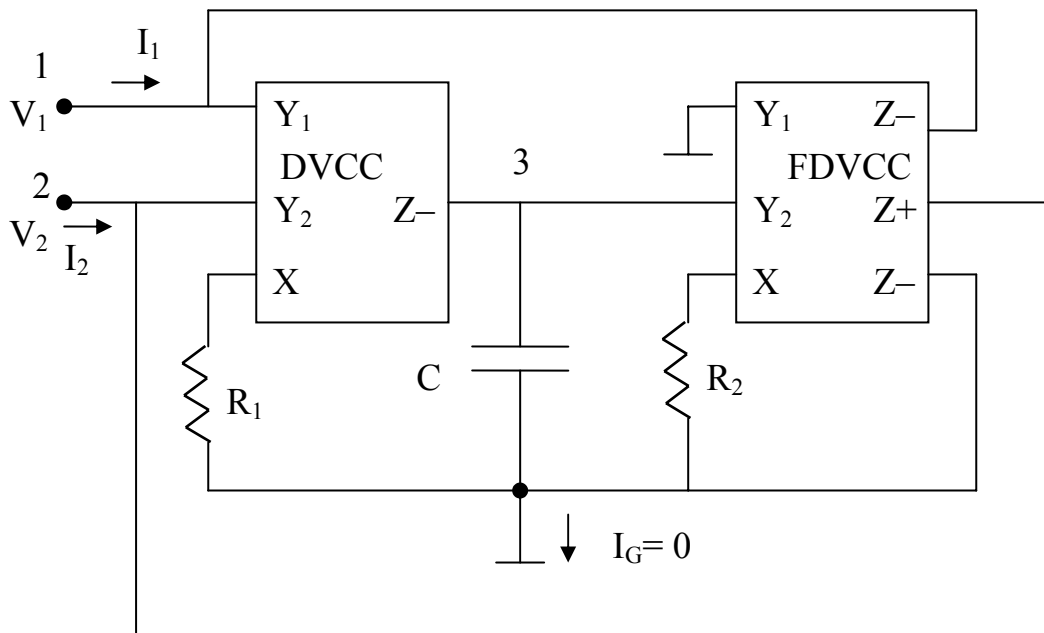 I₁
1
V₁
Y₁
DVCC
2
Y₂
Z–
V₂
I₂
X
3
Y₁
Z–
FDVCC
Y₂
Z+
X
Z–
R₁
C
R₂
I_G= 0